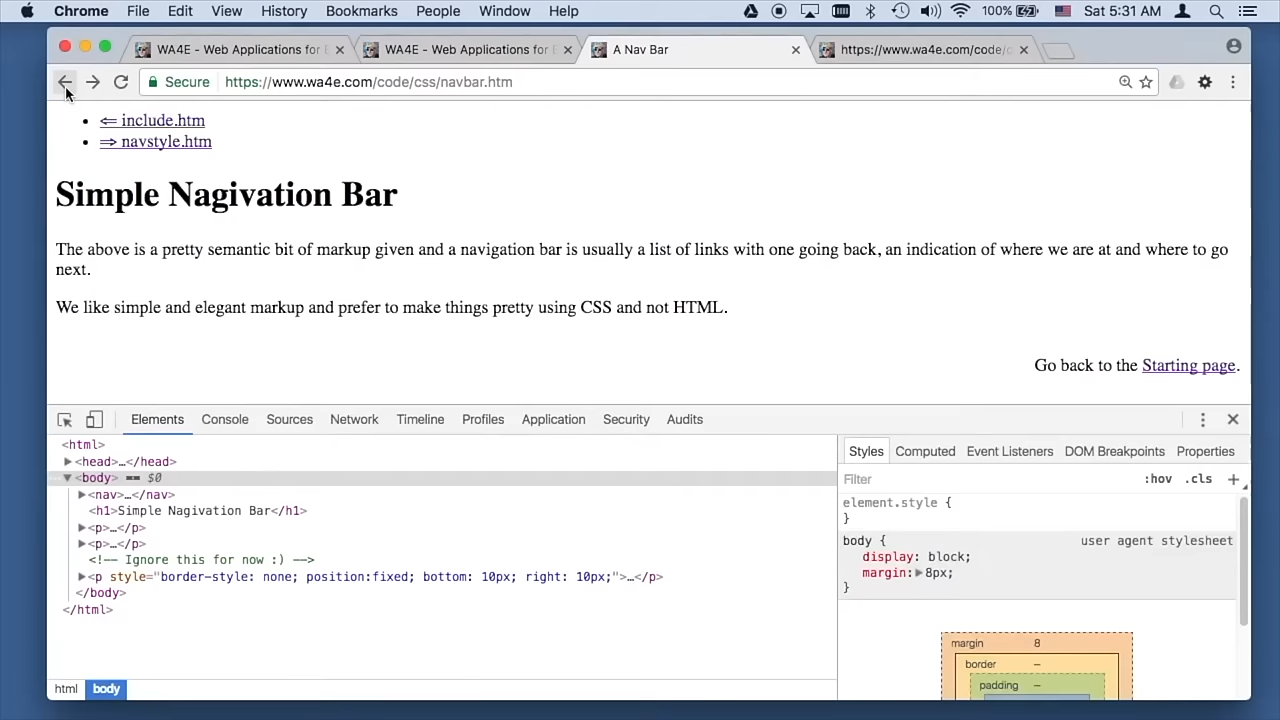 Chrome File Edit View History Bookmarks People Window Help 100% Sat 5:31 AM
WA4E - Web Applications for E
WA4E - Web Applications for E
A Nav Bar
https://www.wa4e.com/code/c
Secure https://www.wa4e.com/code/css/navbar.htm
• ⇐ include.htm
• ⇒ navstyle.htm
Simple Nagivation Bar
The above is a pretty semantic bit of markup given and a navigation bar is usually a list of links with one going back, an indication of where we are at and where to go
next.
We like simple and elegant markup and prefer to make things pretty using CSS and not HTML.
Go back to the Starting page.
Elements Console Sources Network Timeline Profiles Application Security Audits
<html>
▶<head>…</head>
…▼<body> == $0
▶<nav>…</nav>
<h1>Simple Nagivation Bar</h1>
▶<p>…</p>
▶<p>…</p>
<!-- Ignore this for now :) -->
▶<p style="border-style: none; position:fixed; bottom: 10px; right: 10px;">…</p>
</body>
</html>
html body
Styles Computed Event Listeners DOM Breakpoints Properties
Filter :hov .cls +
element.style {
}
body { user agent stylesheet
display: block;
margin:▶8px;
}
margin 8
border –
padding –